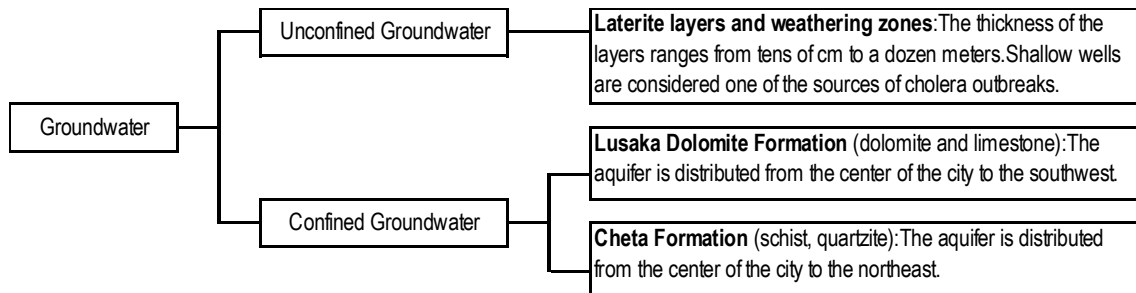 Groundwater
Unconfined Groundwater
Laterite layers and weathering zones:The thickness of the
layers ranges from tens of cm to a dozen meters.Shallow wells
are considered one of the sources of cholera outbreaks.
Confined Groundwater
Lusaka Dolomite Formation (dolomite and limestone):The
aquifer is distributed from the center of the city to the southwest.
Cheta Formation (schist, quartzite):The aquifer is distributed
from the center of the city to the northeast.